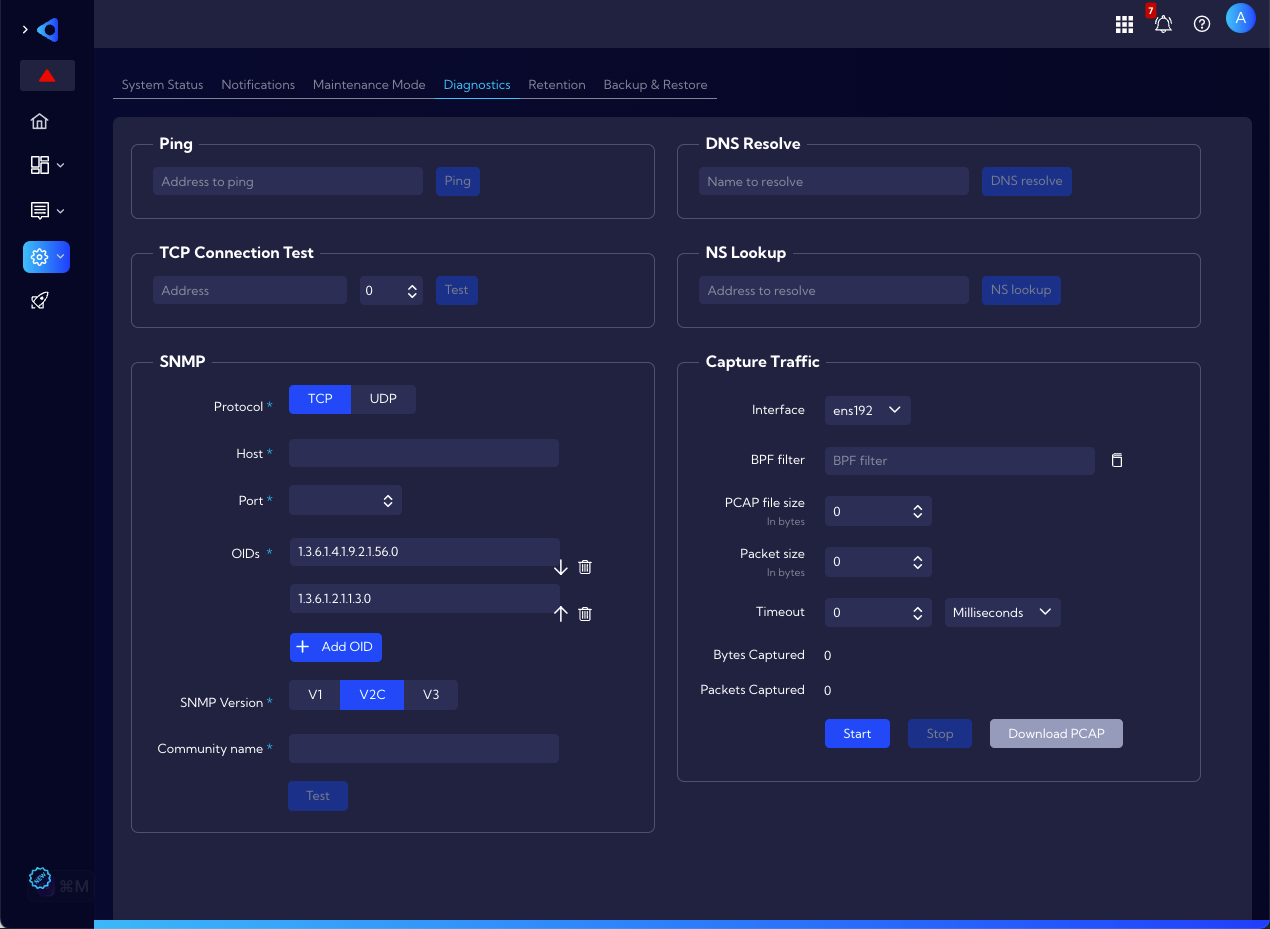 7
A
System Status Notifications Maintenance Mode Diagnostics Retention Backup & Restore
Ping
Address to ping Ping
DNS Resolve
Name to resolve DNS resolve
TCP Connection Test
Address 0 Test
NS Lookup
Address to resolve NS lookup
SNMP
Protocol * TCP UDP
Host *
Port *
OIDs * 1.3.6.1.4.1.9.2.1.56.0
1.3.6.1.2.1.1.3.0
+ Add OID
SNMP Version * V1 V2C V3
Community name *
Test
Capture Traffic
Interface ens192
BPF filter BPF filter
PCAP file size 0
In bytes
Packet size 0
In bytes
Timeout 0 Milliseconds
Bytes Captured 0
Packets Captured 0
Start Stop Download PCAP
NEW
⌘M